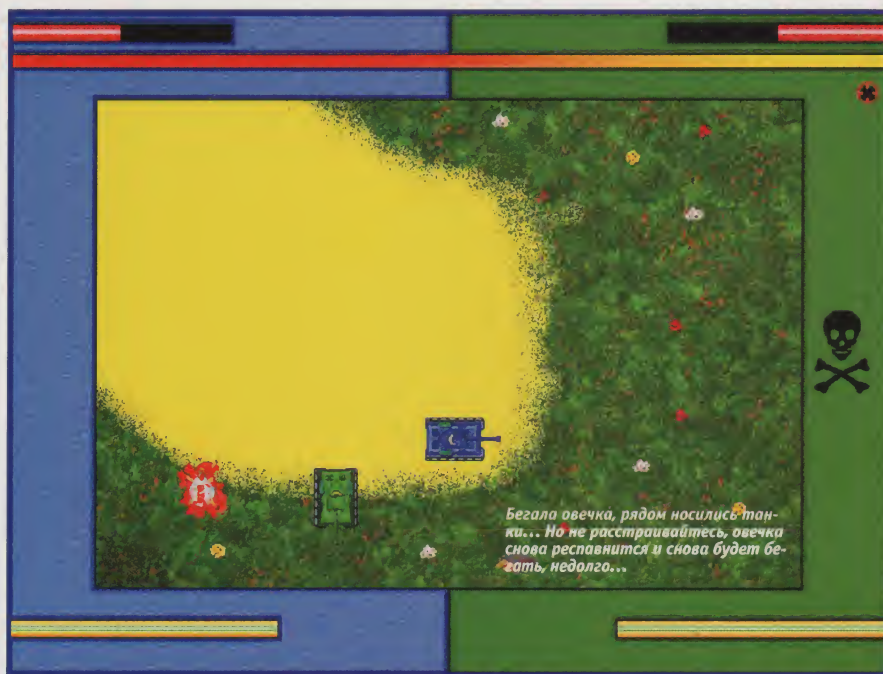 Бегала овечка, рядом носились тан-
ки... Но не расстраивайтесь, овечка
снова респавнится и снова будет бе-
гать, недолго...